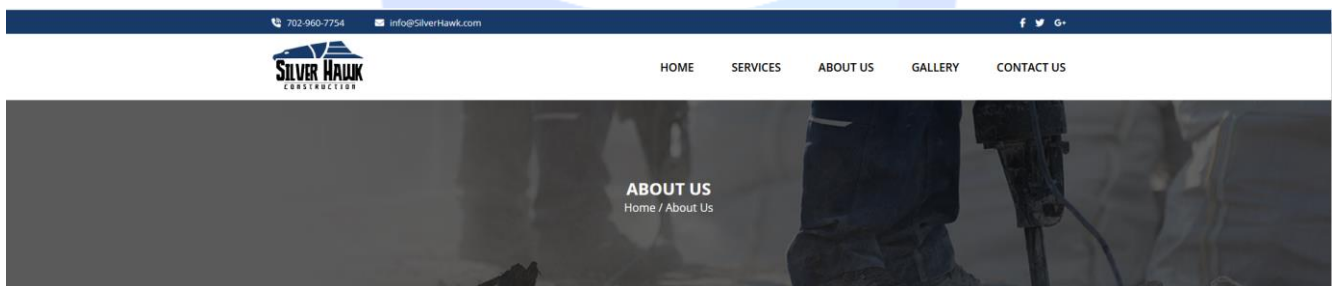 702-960-7754 info@SilverHawk.com G+
SILVER HAWK
CONSTRUCTION
HOME SERVICES ABOUT US GALLERY CONTACT US
ABOUT US
Home / About Us